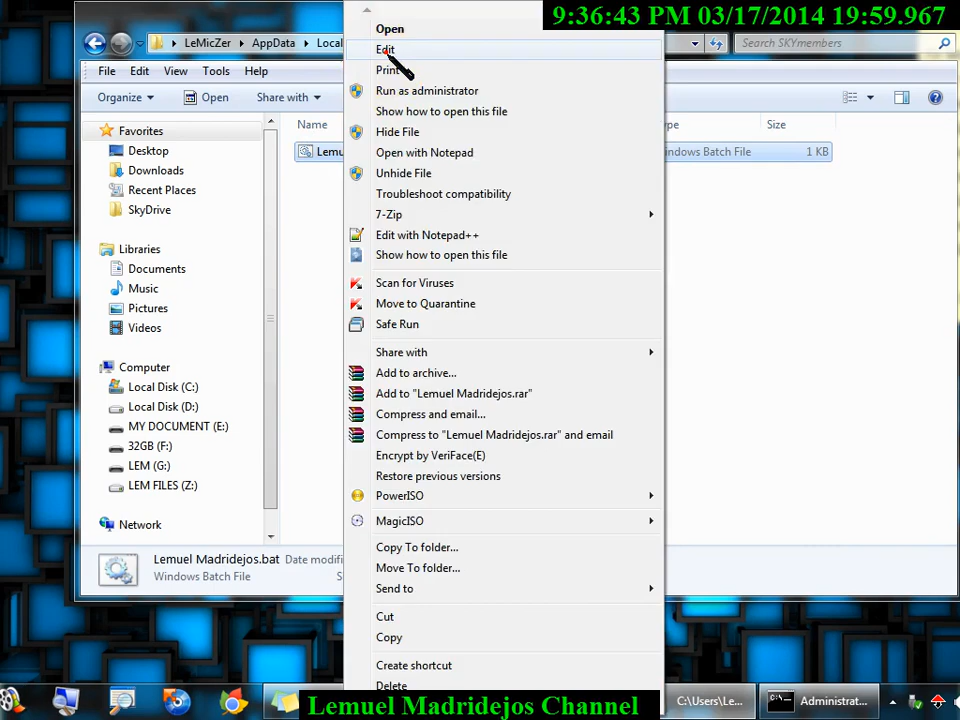 9:36:43 PM 03/17/2014 19:59.967
LeMicZer
AppData
Local
Search SKYmembers
File
Edit
View
Tools
Help
Organize
Open
Share with
Favorites
Desktop
Downloads
Recent Places
SkyDrive
Libraries
Documents
Music
Pictures
Videos
Computer
Local Disk (C:)
Local Disk (D:)
MY DOCUMENT (E:)
32GB (F:)
LEM (G:)
LEM FILES (Z:)
Network
Name
Size
1 KB
Open
Edit
Print
Run as administrator
Show how to open this file
Hide File
Open with Notepad
Unhide File
Troubleshoot compatibility
7-Zip
Edit with Notepad++
Show how to open this file
Scan for Viruses
Move to Quarantine
Safe Run
Share with
Add to archive...
Add to "Lemuel Madridejos.rar"
Compress and email...
Compress to "Lemuel Madridejos.rar" and email
Encrypt by VeriFace(E)
Restore previous versions
PowerISO
MagicISO
Copy To folder...
Move To folder...
Send to
Cut
Copy
Create shortcut
Delete
Lemuel Madridejos.bat
Date modifi
Windows Batch File
C:\Users\Le...
Administrat...
Lemuel Madridejos Channel